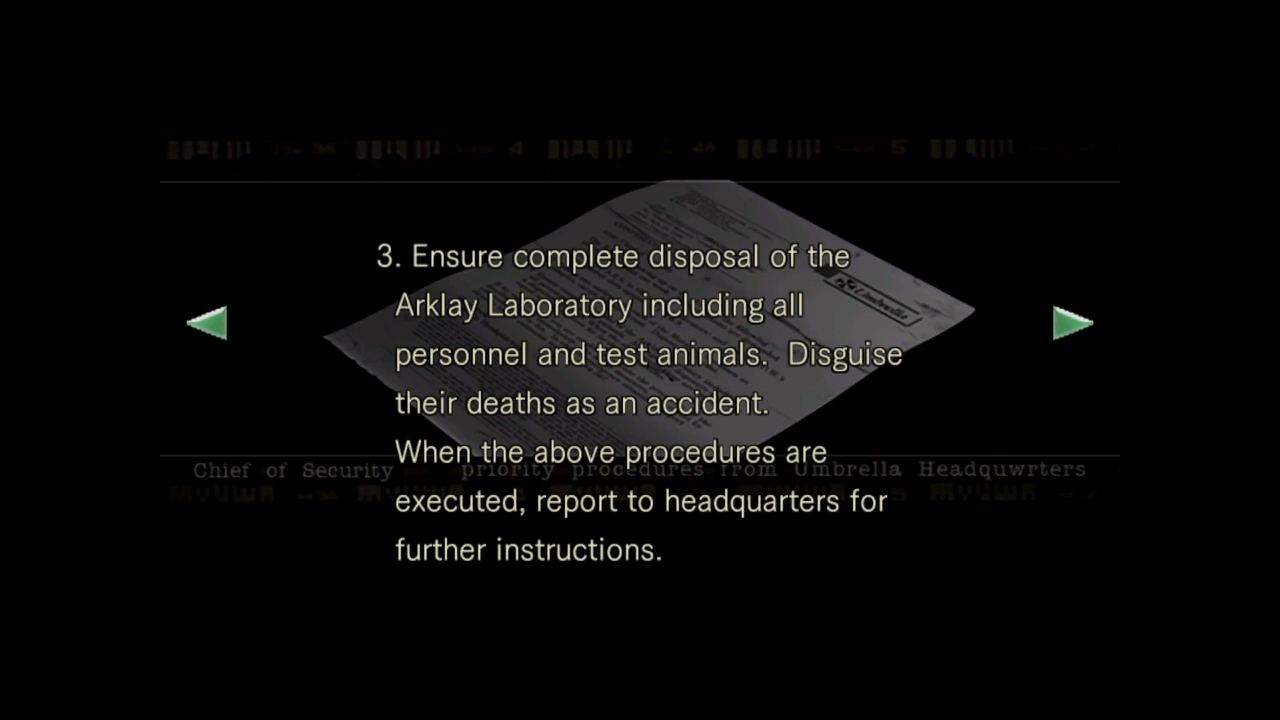 3. Ensure complete disposal of the
Arklay Laboratory including all
personnel and test animals. Disguise
their deaths as an accident.
When the above procedures are
executed, report to headquarters for
further instructions.
Umbrella
Chief of Security priority procedures from Umbrella Headquwrters